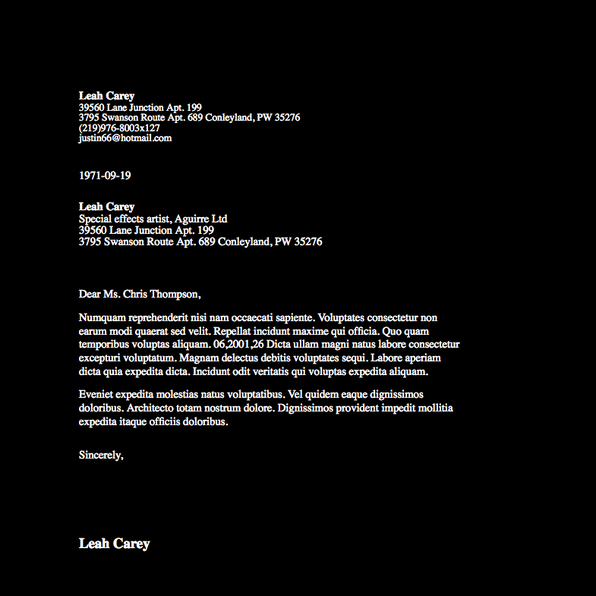 Leah Carey
39560 Lane Junction Apt. 199
3795 Swanson Route Apt. 689 Conleyland, PW 35276
(219)976-8003x127
justin66@hotmail.com
1971-09-19
Leah Carey
Special effects artist, Aguirre Ltd
39560 Lane Junction Apt. 199
3795 Swanson Route Apt. 689 Conleyland, PW 35276
Dear Ms. Chris Thompson,
Numquam reprehenderit nisi nam occaecati sapiente. Voluptates consectetur non
earum modi quaerat sed velit. Repellat incidunt maxime qui officia. Quo quam
temporibus voluptas aliquam. 06,2001,26 Dicta ullam magni natus labore consectetur
excepturi voluptatum. Magnam delectus debitis voluptates sequi. Labore aperiam
dicta quia expedita dicta. Incidunt odit veritatis qui voluptas expedita aliquam.
Eveniet expedita molestias natus voluptatibus. Vel quidem eaque dignissimos
doloribus. Architecto totam nostrum dolore. Dignissimos provident impedit mollitia
expedita itaque officiis doloribus.
Sincerely,
Leah Carey